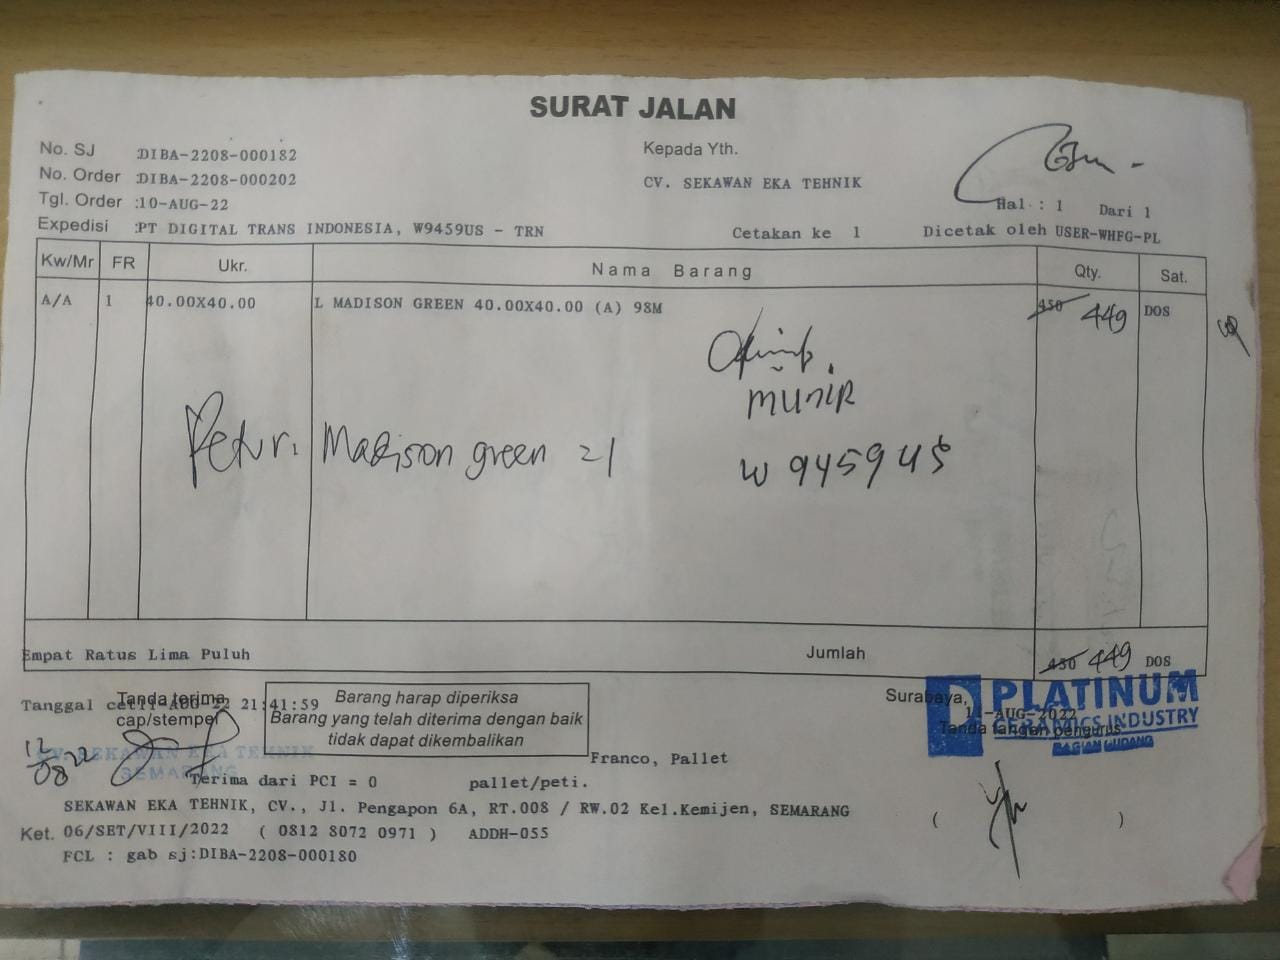 SURAT JALAN
No. SJ :DIBA-2208-000182
Kepada Yth.
No. Order :DIBA-2208-000202
CV. SEKAWAN EKA TEHNIK
Tgl. Order :10-AUG-22
Hal : 1 Dari 1
Expedisi :PT DIGITAL TRANS INDONESIA, W9459US - TRN
Cetakan ke 1
Dicetak oleh USER-WHFG-PL
Kw/Mr FR Ukr. Nama Barang Qty. Sat.
A/A 1 40.00X40.00 L MADISON GREEN 40.00X40.00 (A) 98M 450 449 DOS
MUNIR
Retur. Madison green =1
W 9459 US
Empat Ratus Lima Puluh
Jumlah
450 449 DOS
Tanggal cet11-AUG-22 21:41:59
Tanda terima
cap/stempel
Barang harap diperiksa
Barang yang telah diterima dengan baik
tidak dapat dikembalikan
Surabaya,
11-AUG-2022
Tanda tangan pengurus
PLATINUM
CERAMICS INDUSTRY
BAGIAN GUDANG
12/08 22
CV. SEKAWAN EKA TEHNIK
SEMARANG
Franco, Pallet
Terima dari PCI = 0 pallet/peti.
SEKAWAN EKA TEHNIK, CV., Jl. Pengapon 6A, RT.008 / RW.02 Kel.Kemijen, SEMARANG
Ket. 06/SET/VIII/2022 ( 0812 8072 0971 ) ADDH-055
( )
FCL : gab sj:DIBA-2208-000180